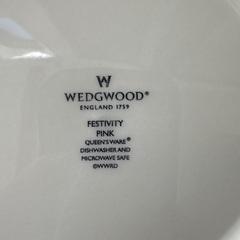 W
WEDGWOOD®
ENGLAND 1759
FESTIVITY
PINK
QUEEN'S WARE®
DISHWASHER AND
MICROWAVE SAFE
©WWRD